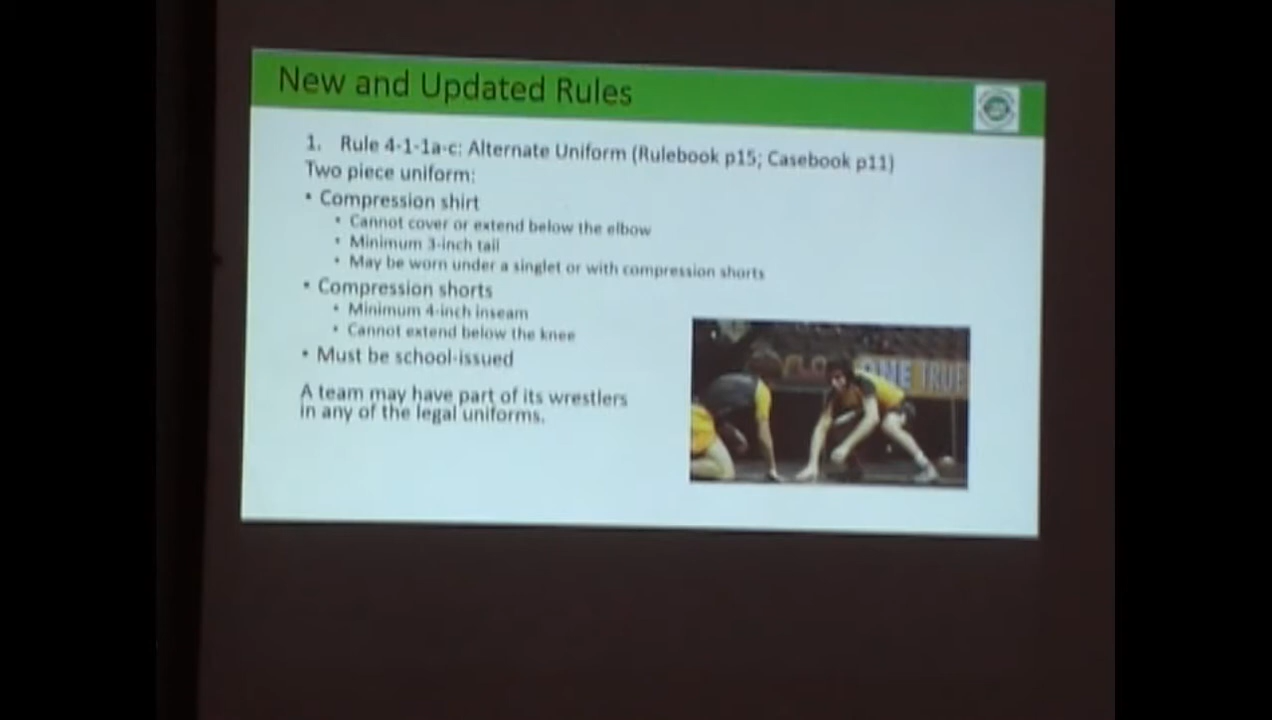 New and Updated Rules
1. Rule 4-1-1a-c: Alternate Uniform (Rulebook p15; Casebook p11)
Two piece uniform:
• Compression shirt
• Cannot cover or extend below the elbow
• Minimum 3-inch tail
• May be worn under a singlet or with compression shorts
• Compression shorts
• Minimum 4-inch inseam
• Cannot extend below the knee
• Must be school-issued
A team may have part of its wrestlers
in any of the legal uniforms.
ONE TRUE